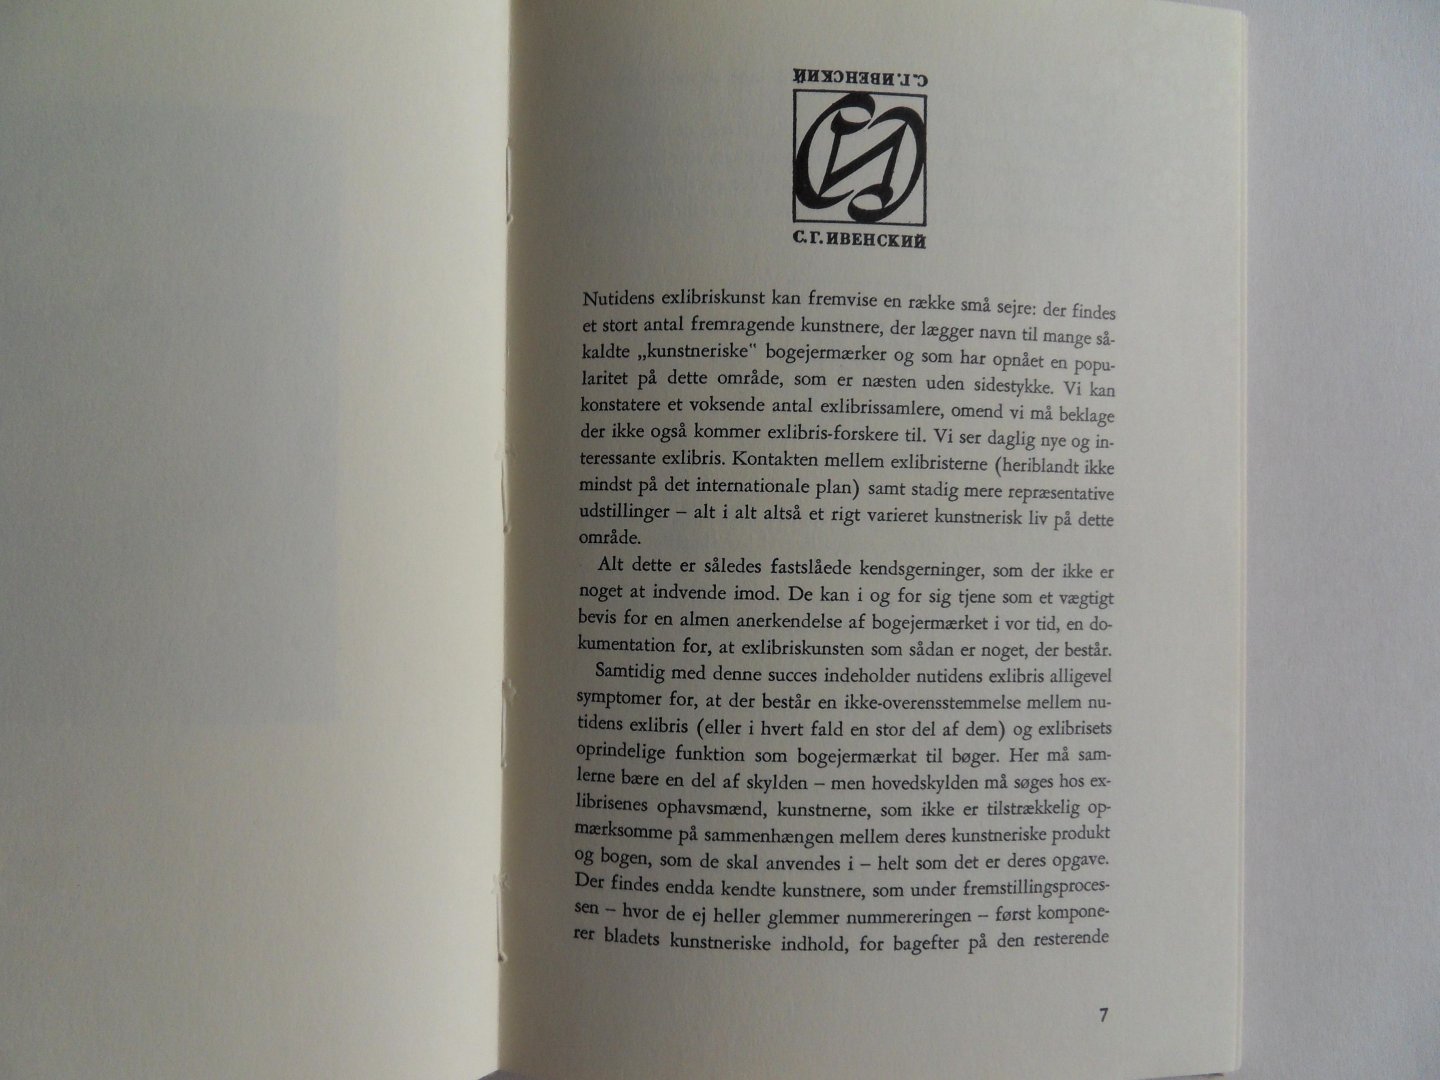 С.Г.ИВЕНСКИЙ
С.Г.ИВЕНСКИЙ
Nutidens exlibriskunst kan fremvise en række små sejre: der findes
et stort antal fremragende kunstnere, der lægger navn til mange så-
kaldte „kunstneriske" bogejermærker og som har opnået en popu-
laritet på dette område, som er næsten uden sidestykke. Vi kan
konstatere et voksende antal exlibrissamlere, omend vi må beklage
der ikke også kommer exlibris-forskere til. Vi ser daglig nye og in-
teressante exlibris. Kontakten mellem exlibristerne (heriblandt ikke
mindst på det internationale plan) samt stadig mere repræsentative
udstillinger – alt i alt altså et rigt varieret kunstnerisk liv på dette
område.
Alt dette er således fastslåede kendsgerninger, som der ikke er
noget at indvende imod. De kan i og for sig tjene som et vægtigt
bevis for en almen anerkendelse af bogejermærket i vor tid, en do-
kumentation for, at exlibriskunsten som sådan er noget, der består.
Samtidig med denne succes indeholder nutidens exlibris alligevel
symptomer for, at der består en ikke-overensstemmelse mellem nu-
tidens exlibris (eller i hvert fald en stor del af dem) og exlibrisets
oprindelige funktion som bogejermærkat til bøger. Her må sam-
lerne bære en del af skylden – men hovedskylden må søges hos ex-
librisenes ophavsmænd, kunstnerne, som ikke er tilstrækkelig op-
mærksomme på sammenhængen mellem deres kunstneriske produkt
og bogen, som de skal anvendes i – helt som det er deres opgave.
Der findes endda kendte kunstnere, som under fremstillingsproces-
sen – hvor de ej heller glemmer nummereringen – først kompone-
rer bladets kunstneriske indhold, for bagefter på den resterende
7